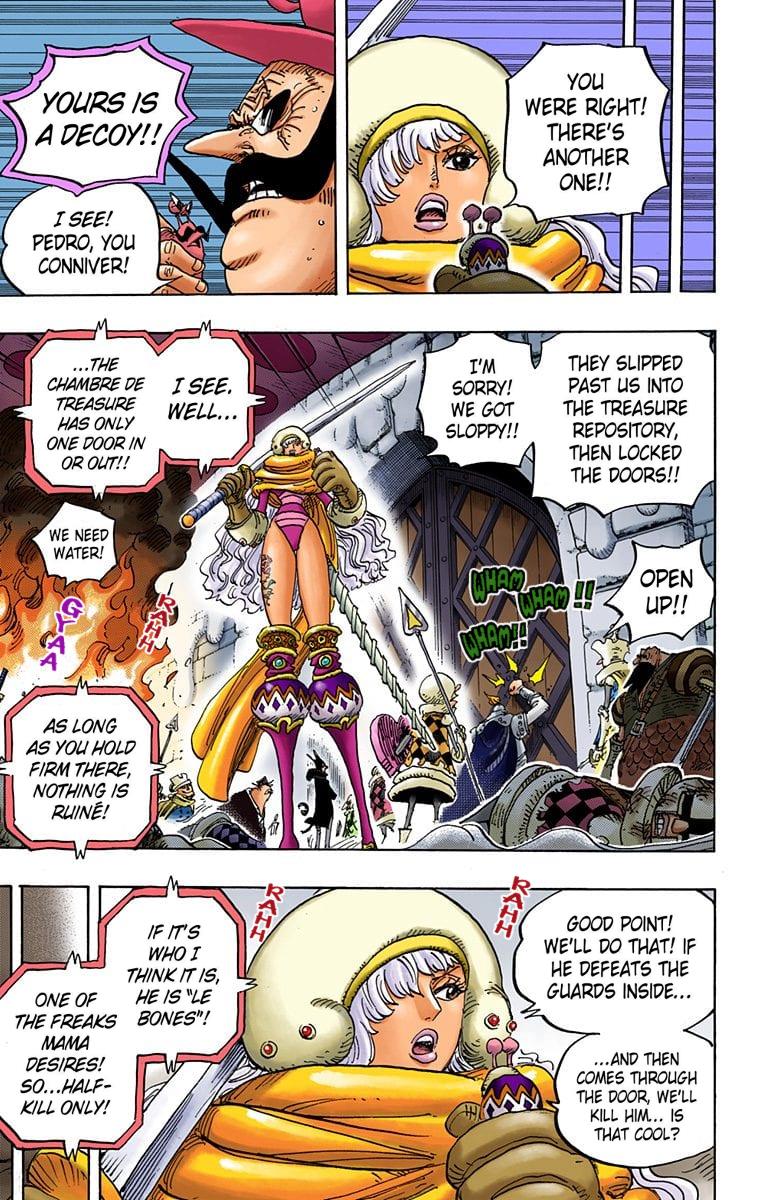 YOU
WERE RIGHT!
THERE'S
ANOTHER
ONE!!
YOURS IS
A DECOY!!
I SEE!
PEDRO, YOU
CONNIVER!
THEY SLIPPED
PAST US INTO
THE TREASURE
REPOSITORY,
THEN LOCKED
THE DOORS!!
I'M
SORRY!
WE GOT
SLOPPY!!
OPEN
UP!!
WHAM
WHAM!!
WHAM!!
I SEE.
WELL...
...THE
CHAMBRE DE
TREASURE
HAS ONLY
ONE DOOR IN
OR OUT!!
WE NEED
WATER!
RAHH
GYAA
AS LONG
AS YOU HOLD
FIRM THERE,
NOTHING IS
RUINÉ!
GOOD POINT!
WE'LL DO THAT! IF
HE DEFEATS THE
GUARDS INSIDE...
...AND THEN
COMES THROUGH
THE DOOR, WE'LL
KILL HIM... IS
THAT COOL?
RAHH
RAHH
IF IT'S
WHO I
THINK IT IS,
HE IS "LE
BONES"!
ONE OF
THE FREAKS
MAMA
DESIRES!
SO...HALF-
KILL ONLY!